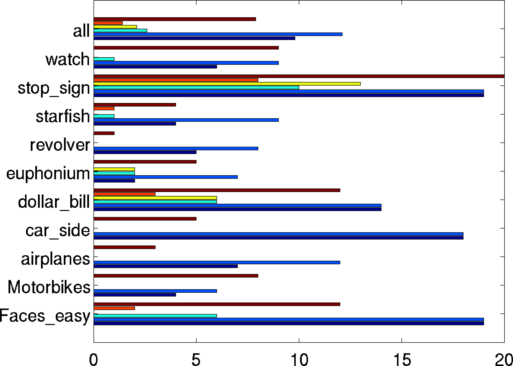 all
watch
stop_sign
starfish
revolver
euphonium
dollar_bill
car_side
airplanes
Motorbikes
Faces_easy
0 5 10 15 20